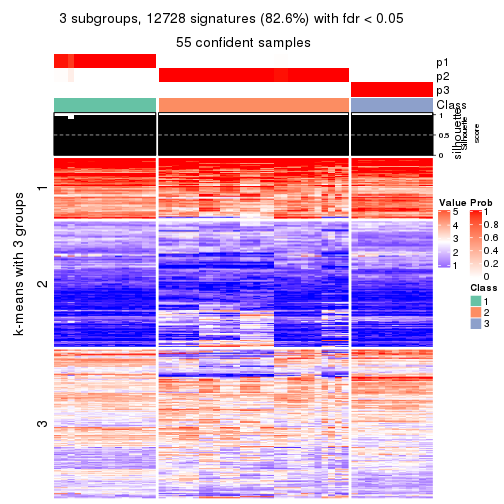 3 subgroups, 12728 signatures (82.6%) with fdr < 0.05
55 confident samples
p1
p2
p3
Class
silhouette
Silhouette
score
1
0.5
0
k-means with 3 groups
1
2
3
Value
5
4
3
2
1
Prob
1
0.8
0.6
0.4
0.2
0
Class
1
2
3